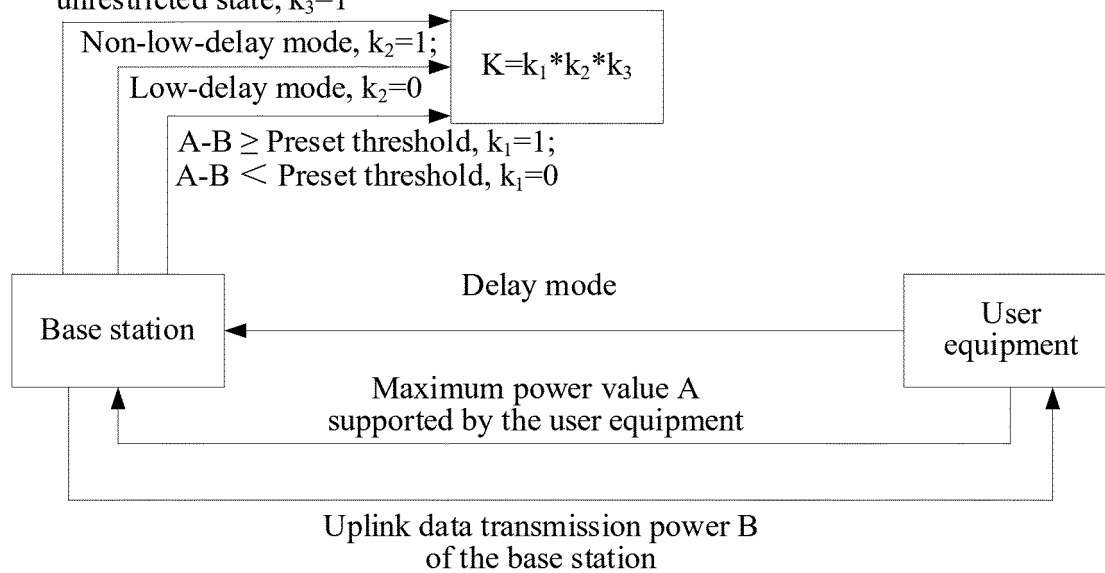 unrestricted state, k₃=1
Non-low-delay mode, k₂=1;
Low-delay mode, k₂=0
K=k₁*k₂*k₃
A-B ≥ Preset threshold, k₁=1;
A-B < Preset threshold, k₁=0
Delay mode
Base station
User
equipment
Maximum power value A
supported by the user equipment
Uplink data transmission power B
of the base station